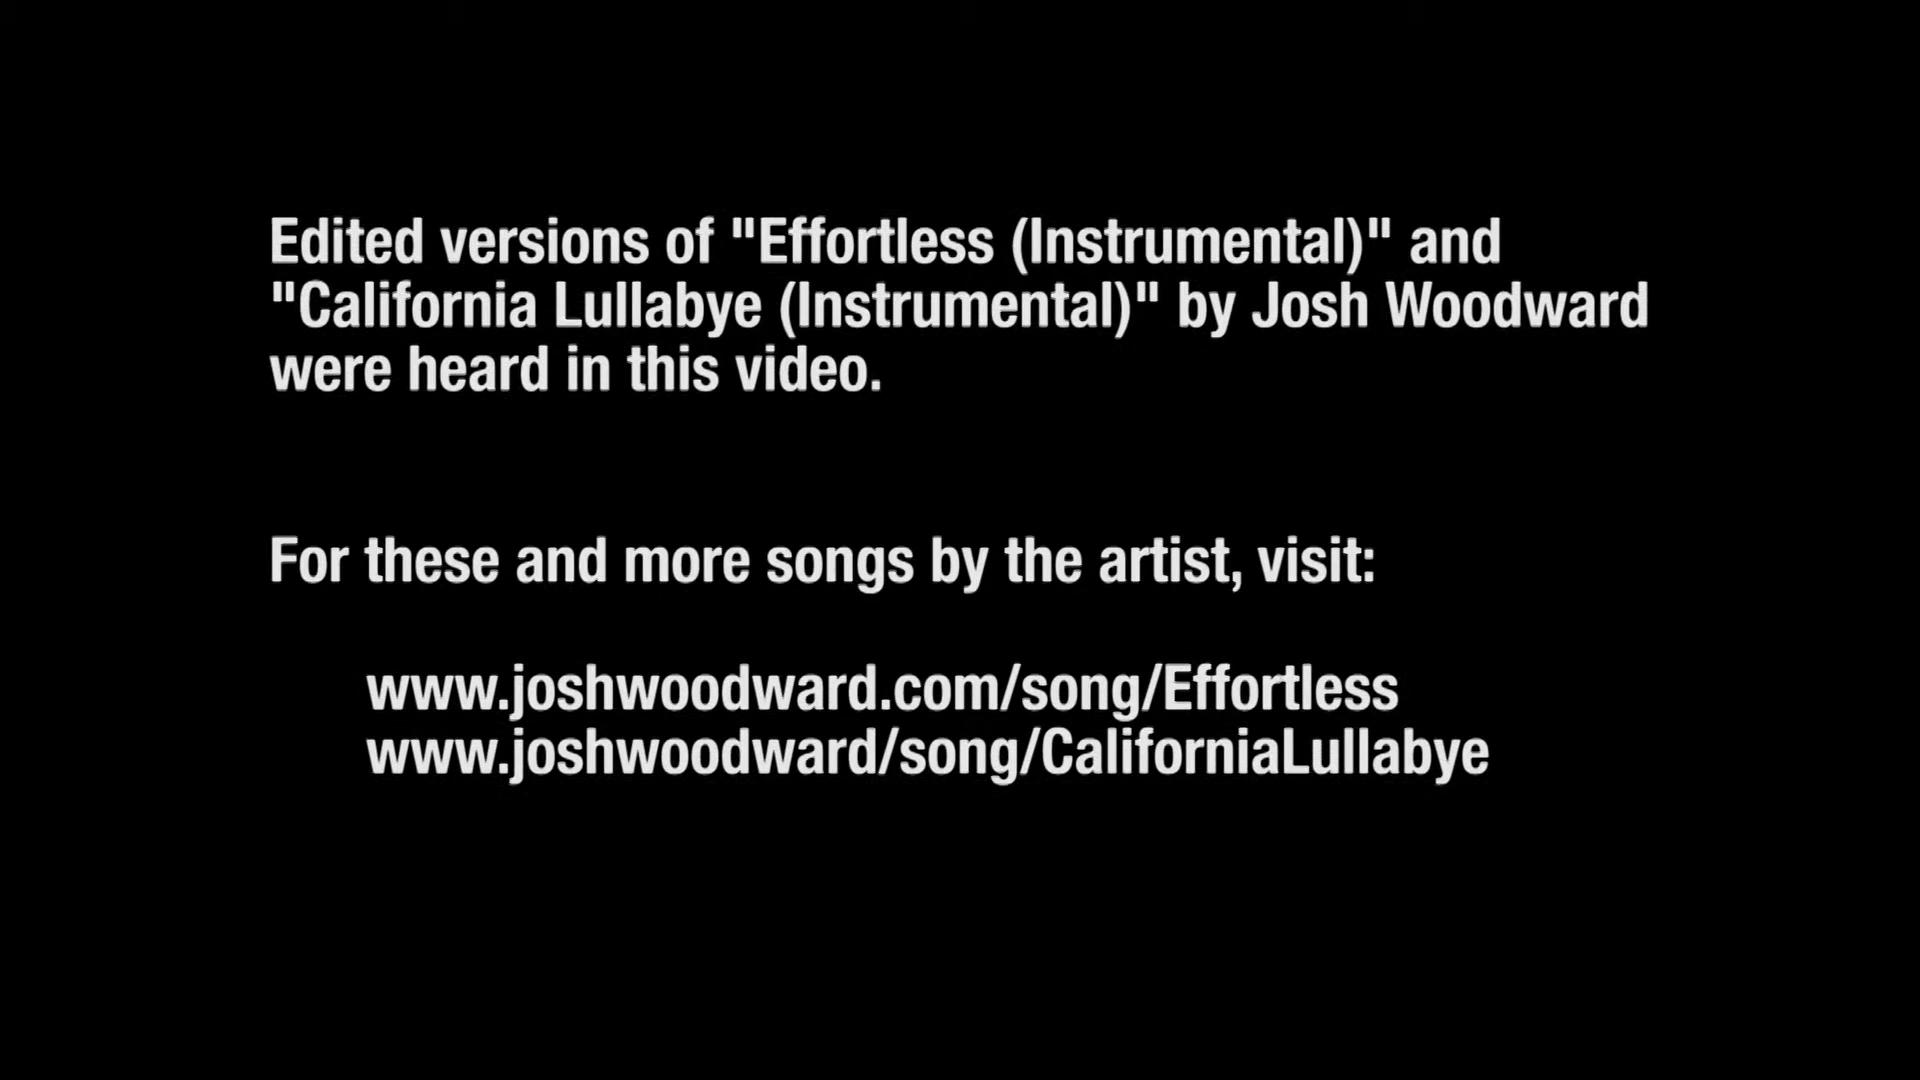 Edited versions of "Effortless (Instrumental)" and
"California Lullabye (Instrumental)" by Josh Woodward
were heard in this video.
For these and more songs by the artist, visit:
www.joshwoodward.com/song/Effortless
www.joshwoodward/song/CaliforniaLullabye